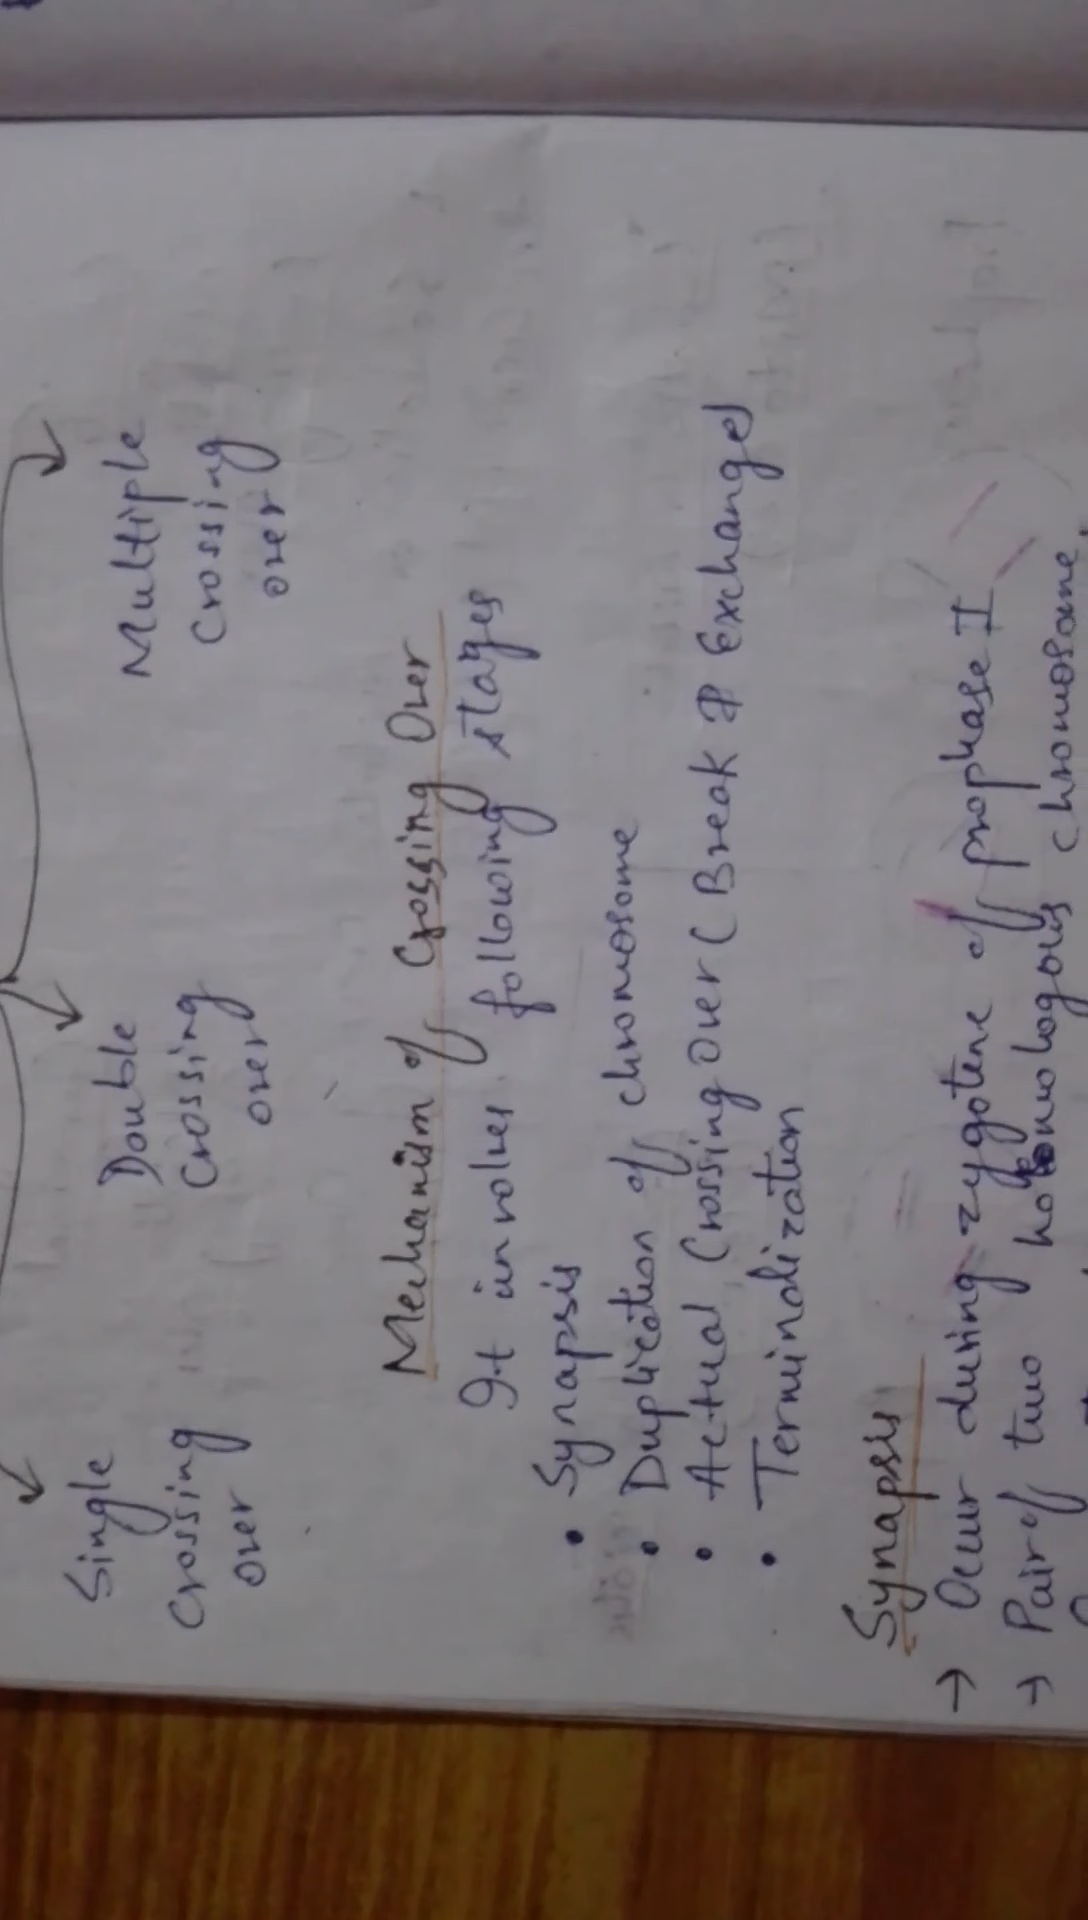 Single Double Multiple
Crossing Crossing Crossing
over over over
Mechanism of Crossing Over
It involves following stages
• Synapsis
• Duplication of chromosome
• Actual Crossing over (Break & Exchange)
• Terminalization
Synapsis
→ Occur during zygotene of prophase I
→ Pair of two homologous chromosome.